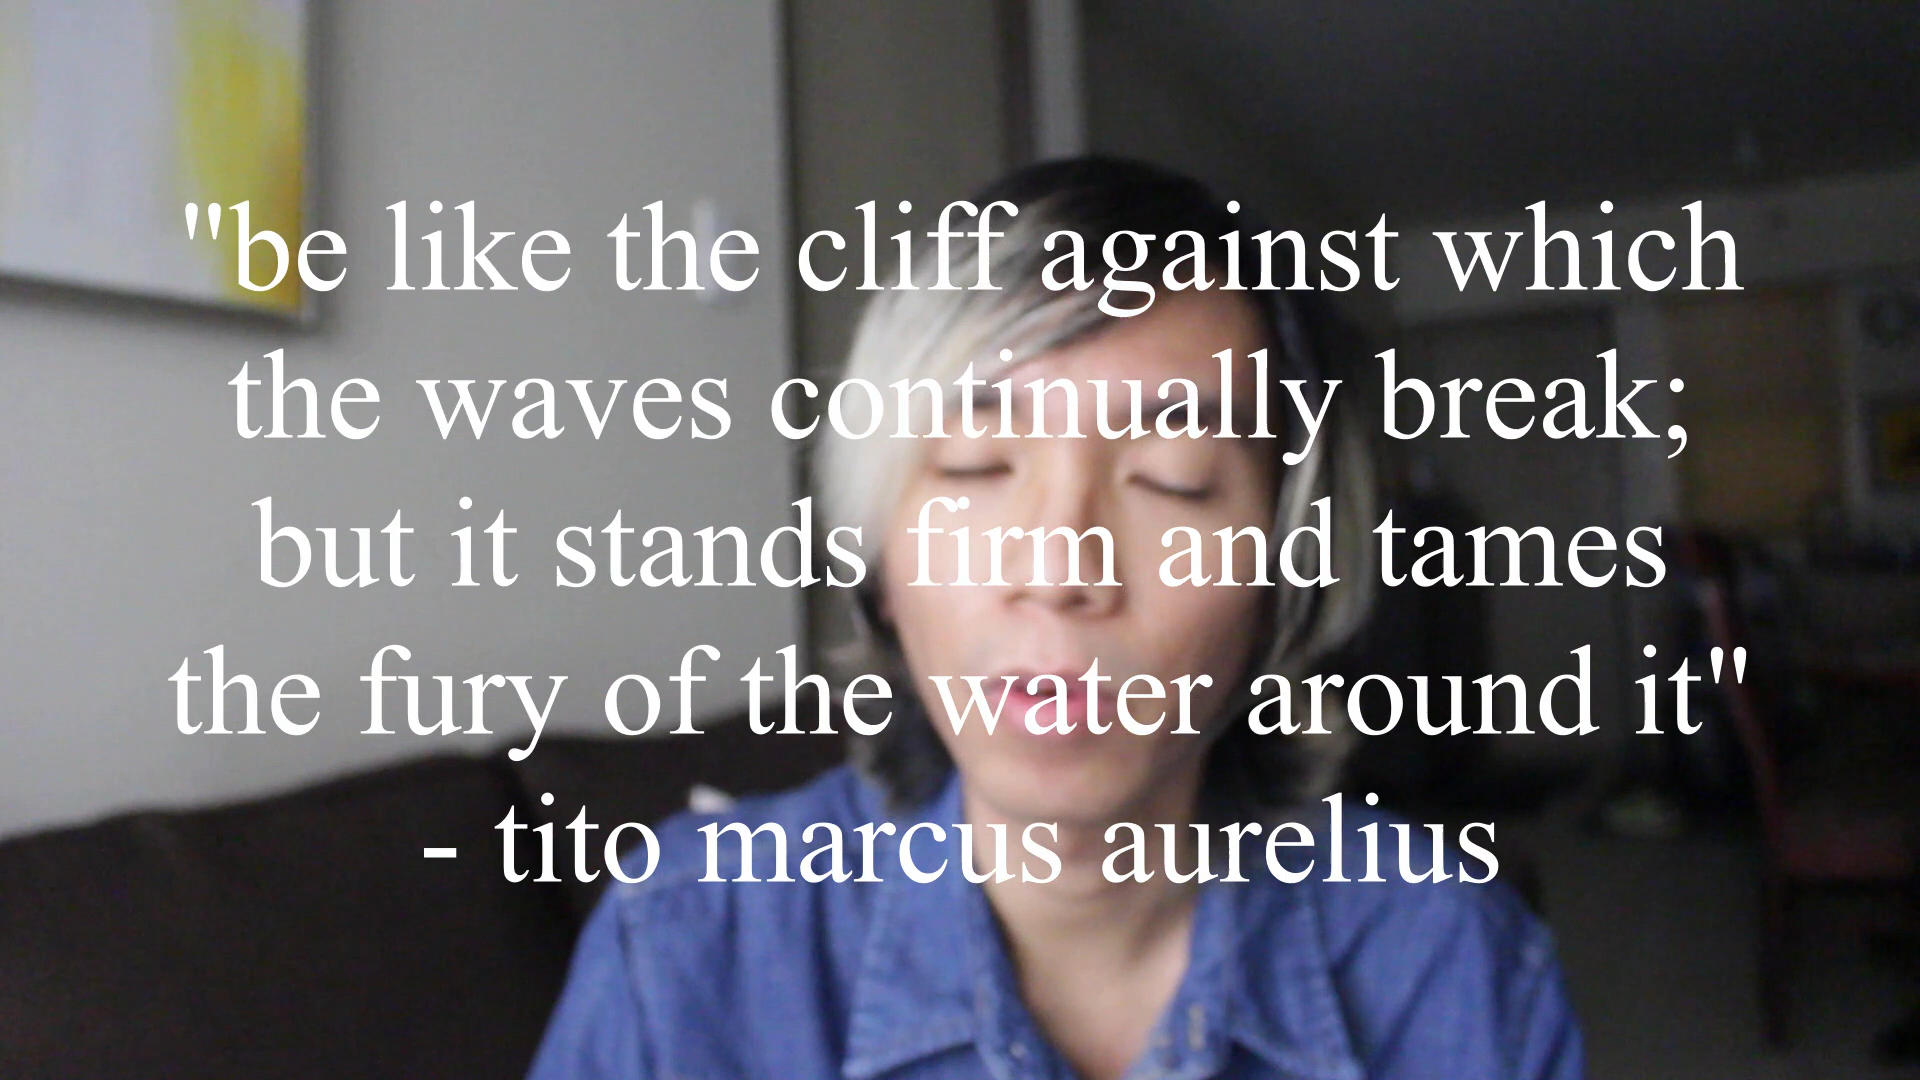 "be like the cliff against which
the waves continually break;
but it stands firm and tames
the fury of the water around it"
- tito marcus aurelius